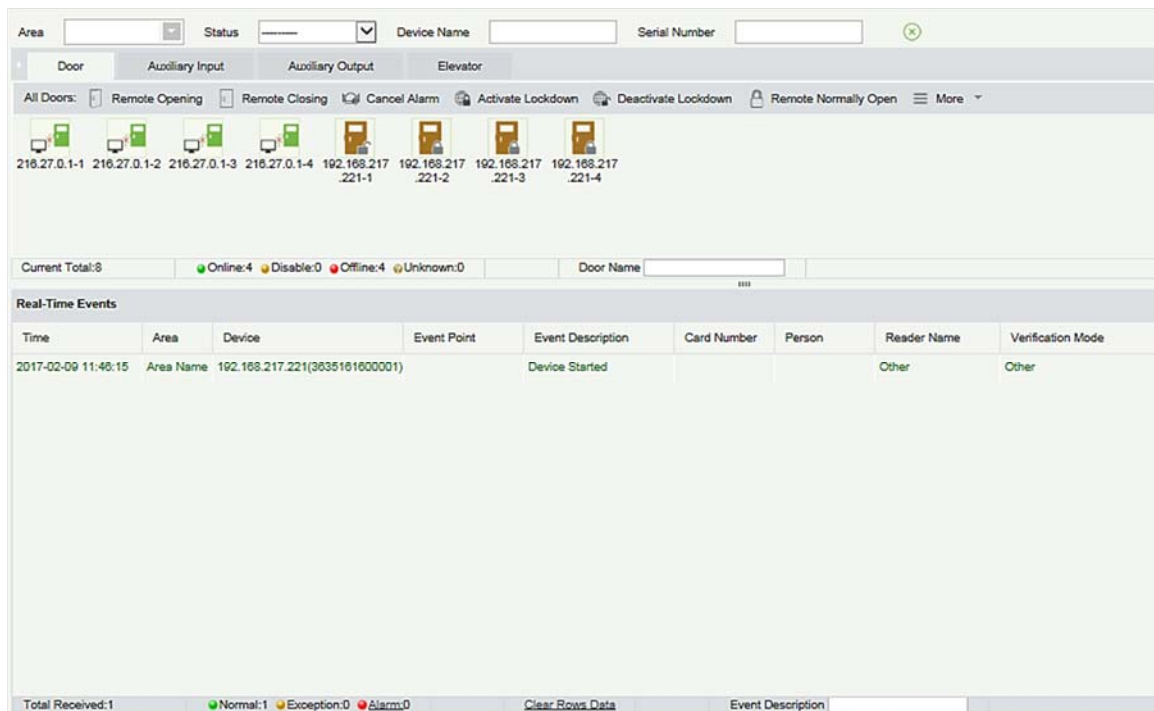 Area Status --------- Device Name Serial Number
Door Auxiliary Input Auxiliary Output Elevator
All Doors: Remote Opening Remote Closing Cancel Alarm Activate Lockdown Deactivate Lockdown Remote Normally Open More
216.27.0.1-1 216.27.0.1-2 216.27.0.1-3 216.27.0.1-4 192.168.217 192.168.217 192.168.217 192.168.217
.221-1 .221-2 .221-3 .221-4
Current Total:8 Online:4 Disable:0 Offline:4 Unknown:0 Door Name
Real-Time Events
Time Area Device Event Point Event Description Card Number Person Reader Name Verification Mode
2017-02-09 11:46:15 Area Name 192.168.217.221(3635161600001) Device Started Other Other
Total Received:1 Normal:1 Exception:0 Alarm:0 Clear Rows Data Event Description